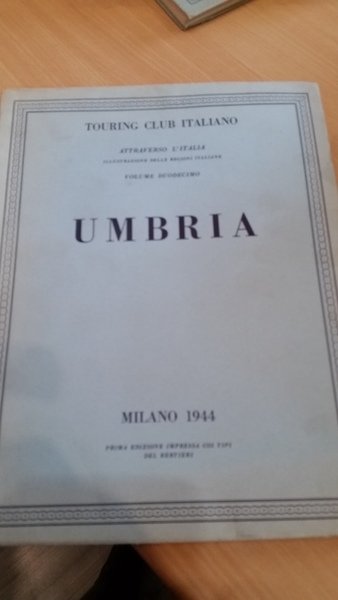 TOURING CLUB ITALIANO
ATTRAVERSO L'ITALIA
ILLUSTRAZIONE DELLE REGIONI ITALIANE
VOLUME DUODECIMO
UMBRIA
MILANO 1944
PRIMA EDIZIONE IMPRESSA COI TIPI
DEL BERTIERI